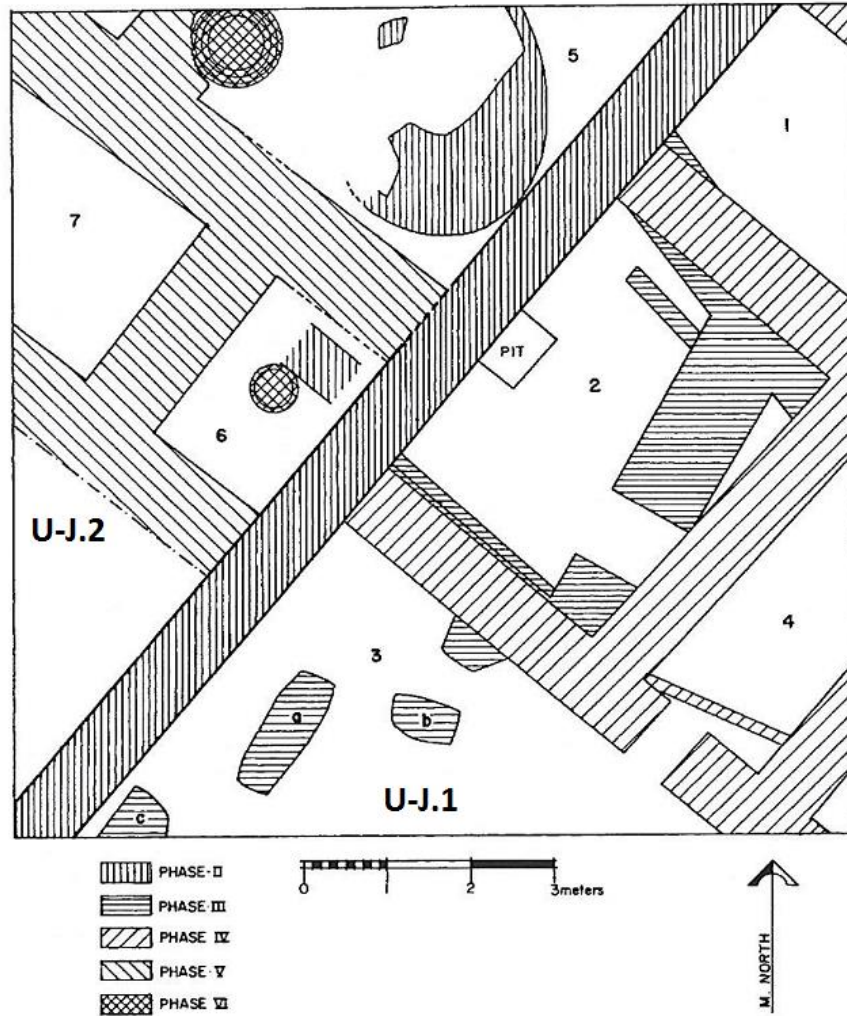 5
1
7
PIT
2
6
U-J.2
4
3
a
b
U-J.1
c
PHASE-II
PHASE-III
PHASE IV
PHASE-V
PHASE VI
0 1 2 3meters
M. NORTH